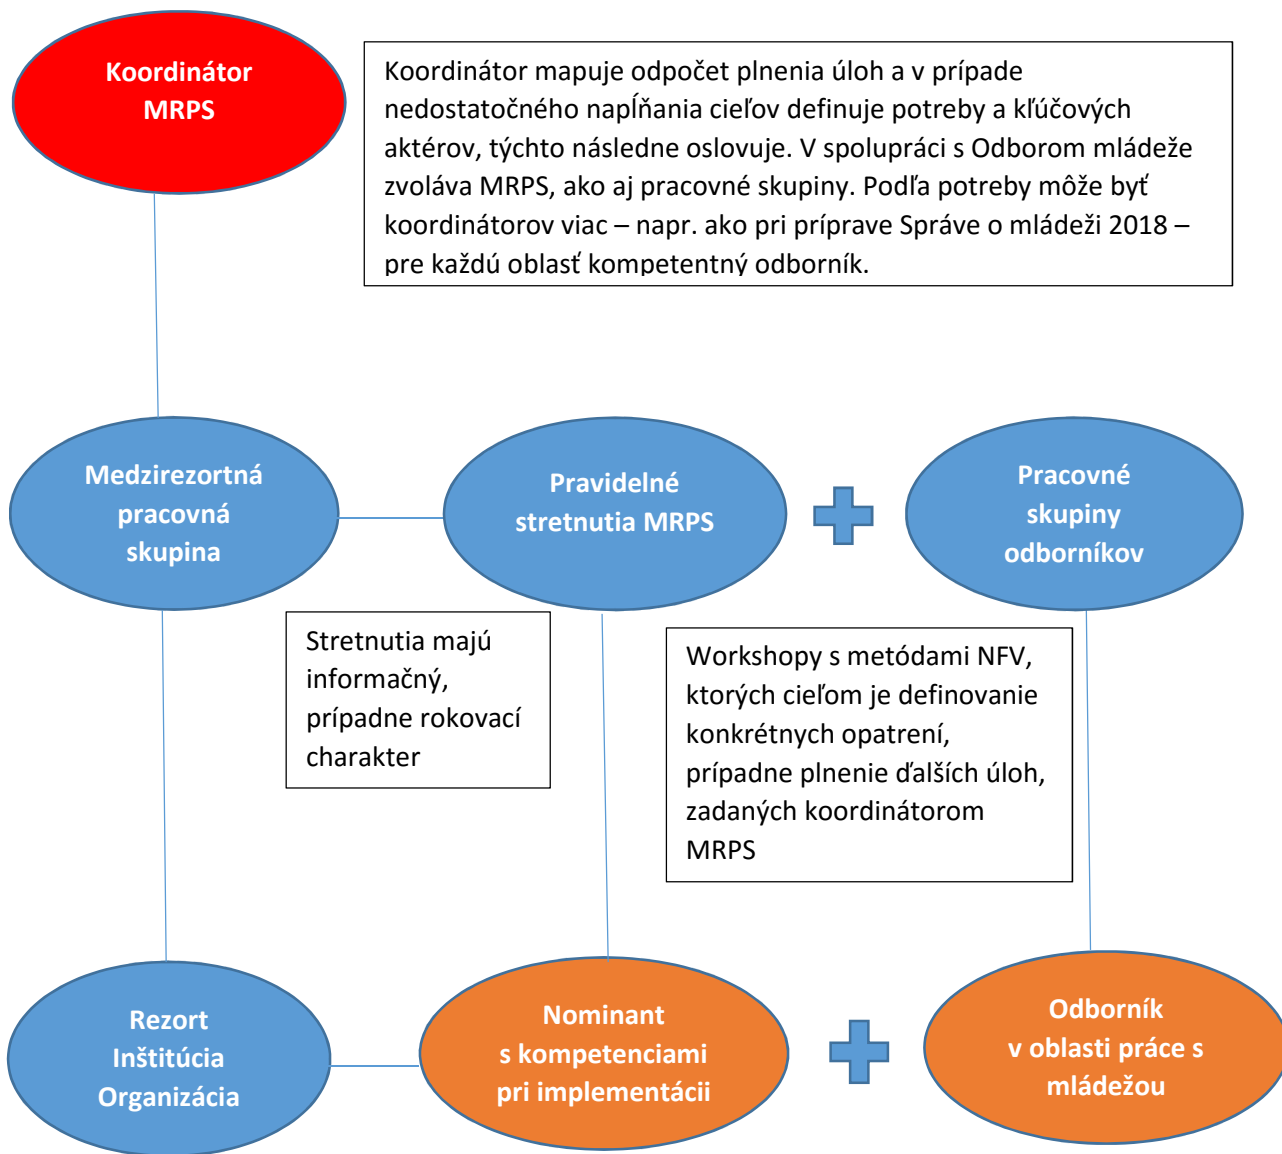 Koordinátor
MRPS
Koordinátor mapuje odpočet plnenia úloh a v prípade
nedostatočného napĺňania cieľov definuje potreby a kľúčových
aktérov, týchto následne oslovuje. V spolupráci s Odborom mládeže
zvoláva MRPS, ako aj pracovné skupiny. Podľa potreby môže byť
koordinátorov viac – napr. ako pri príprave Správe o mládeži 2018 –
pre každú oblasť kompetentný odborník.
Medzirezortná
pracovná
skupina
Pravidelné
stretnutia MRPS
Pracovné
skupiny
odborníkov
Stretnutia majú
informačný,
prípadne rokovací
charakter
Workshopy s metódami NFV,
ktorých cieľom je definovanie
konkrétnych opatrení,
prípadne plnenie ďalších úloh,
zadaných koordinátorom
MRPS
Rezort
Inštitúcia
Organizácia
Nominant
s kompetenciami
pri implementácii
Odborník
v oblasti práce s
mládežou